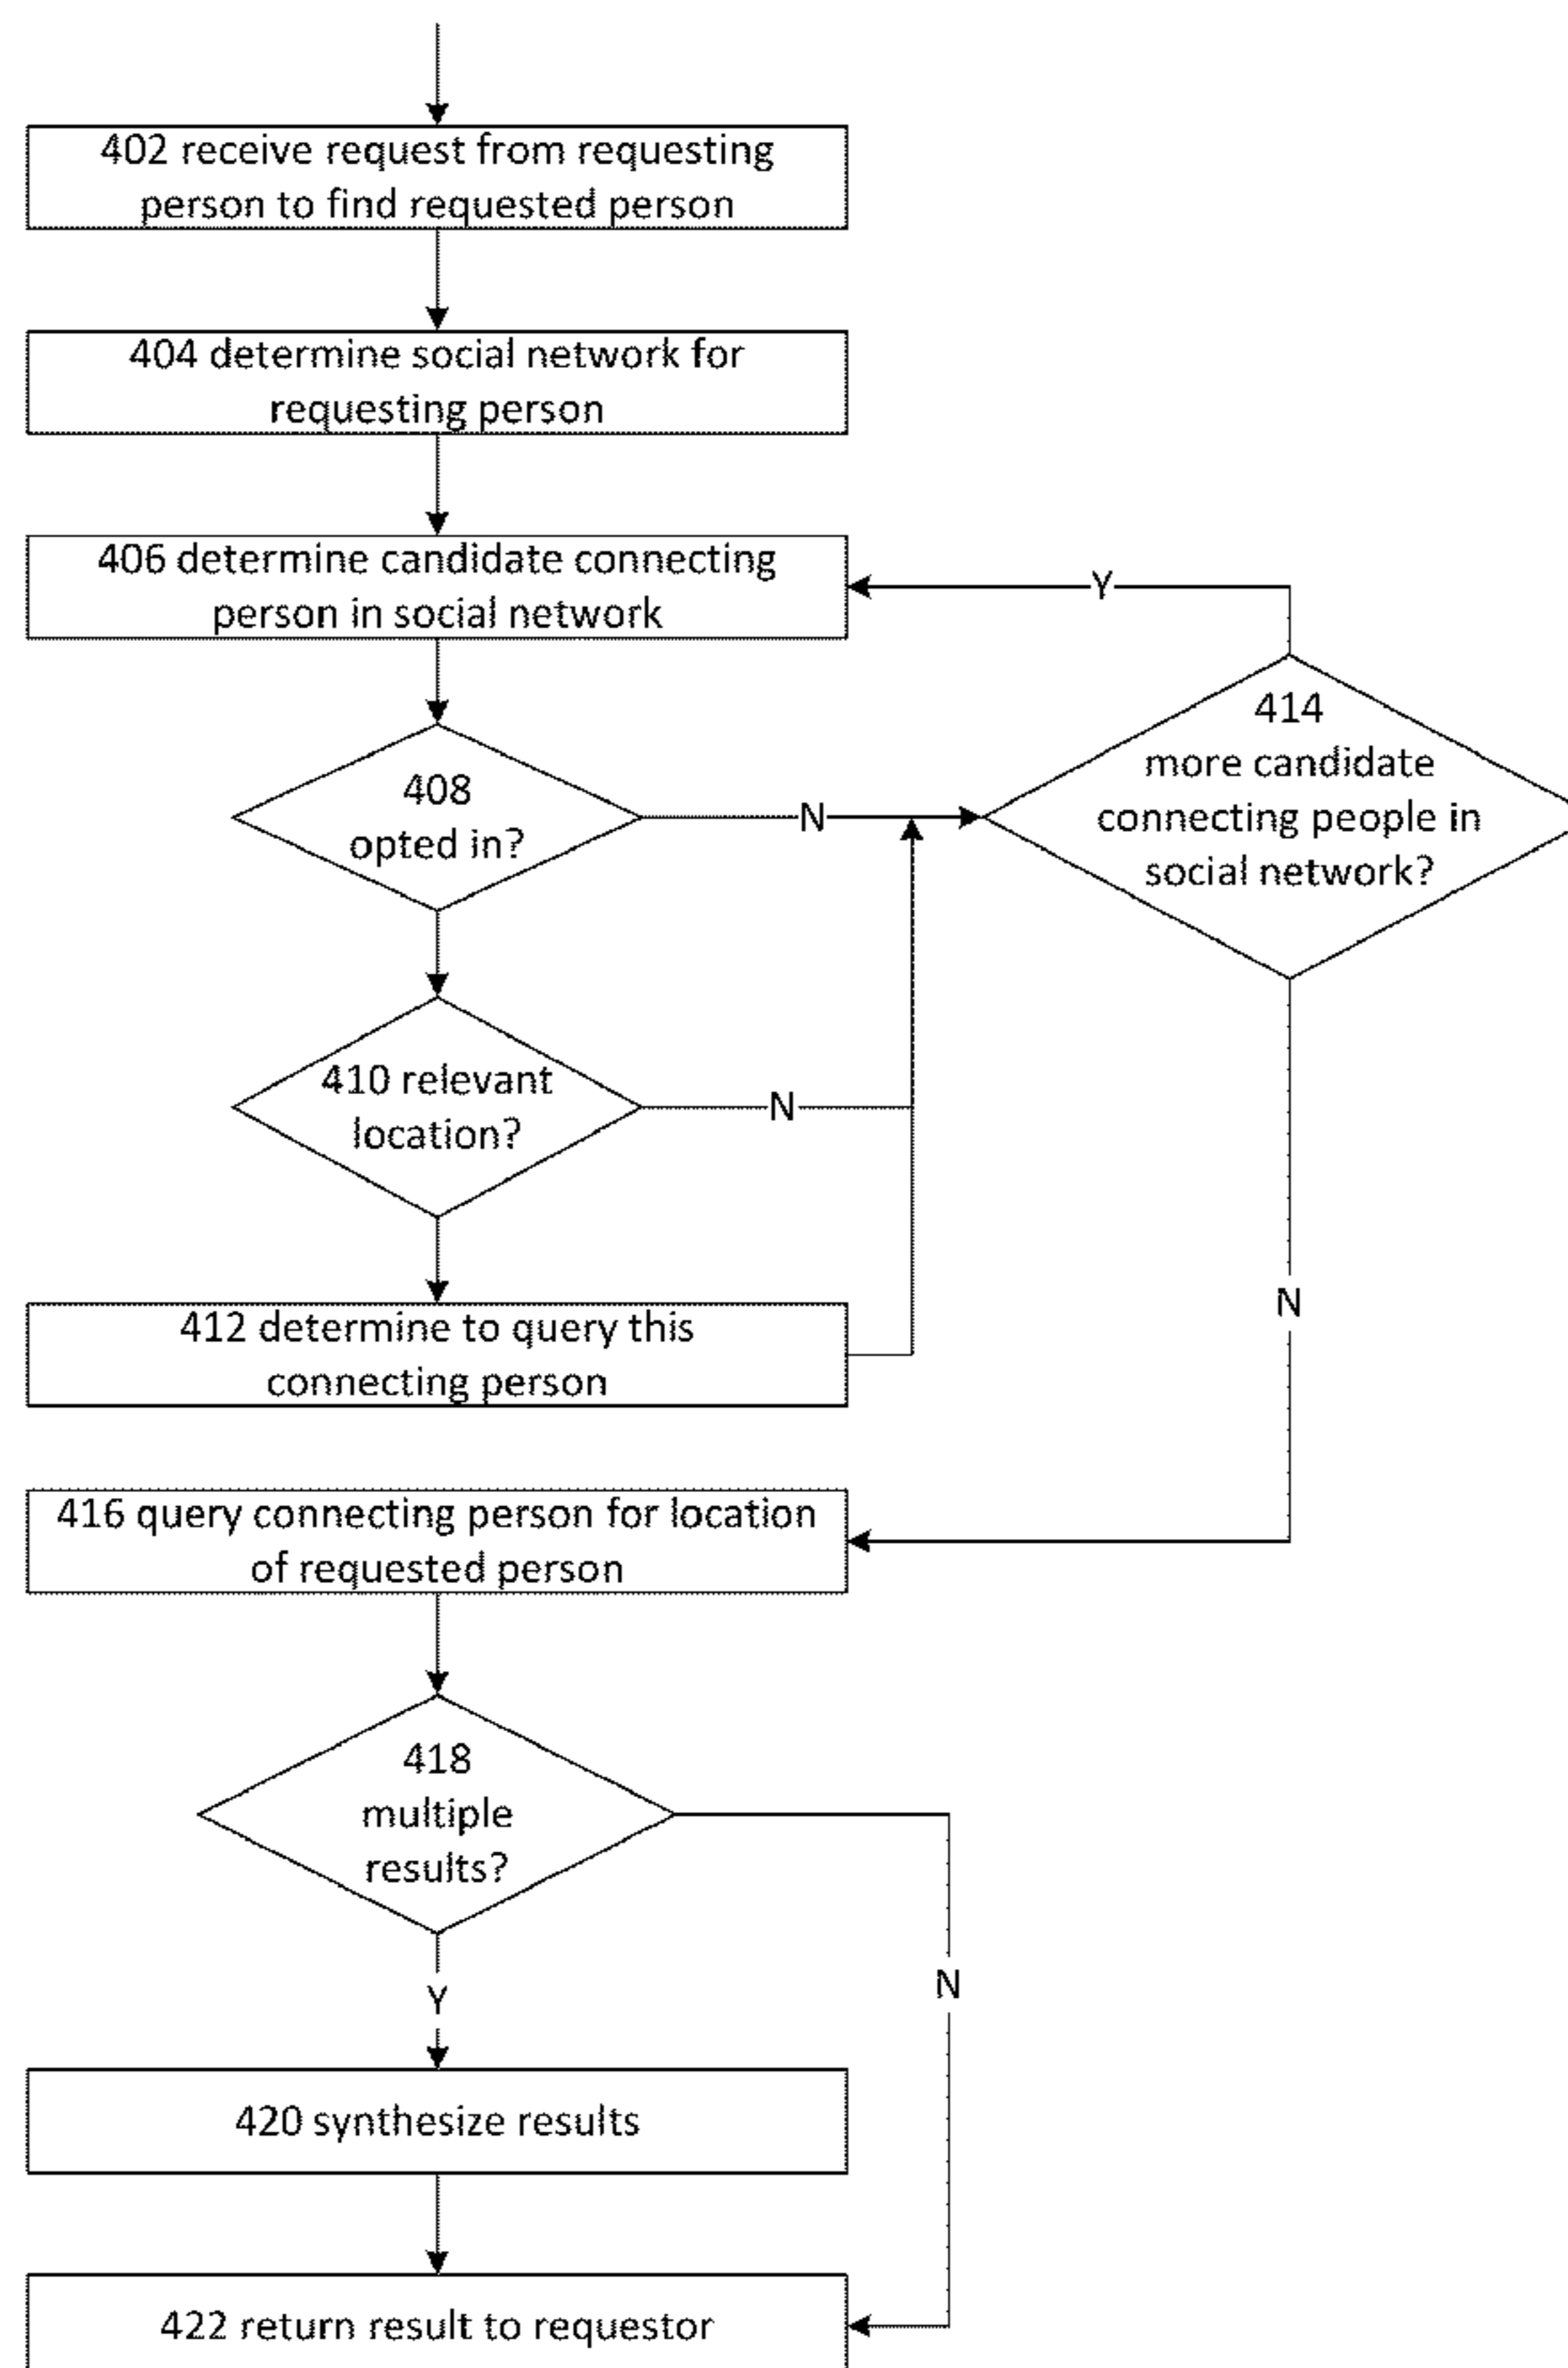 402 receive request from requesting
person to find requested person
404 determine social network for
requesting person
406 determine candidate connecting
person in social network
Y
414
more candidate
connecting people in
social network?
408
opted in?
N
410 relevant
location?
N
412 determine to query this
connecting person
N
416 query connecting person for location
of requested person
418
multiple
results?
Y
N
420 synthesize results
422 return result to requestor